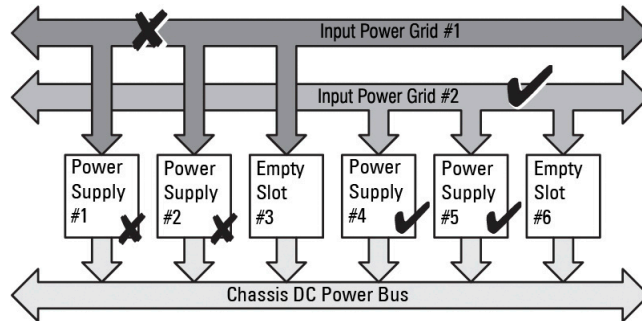 Input Power Grid #1
Input Power Grid #2
Power
Supply
#1
Power
Supply
#2
Empty
Slot
#3
Power
Supply
#4
Power
Supply
#5
Empty
Slot
#6
Chassis DC Power Bus